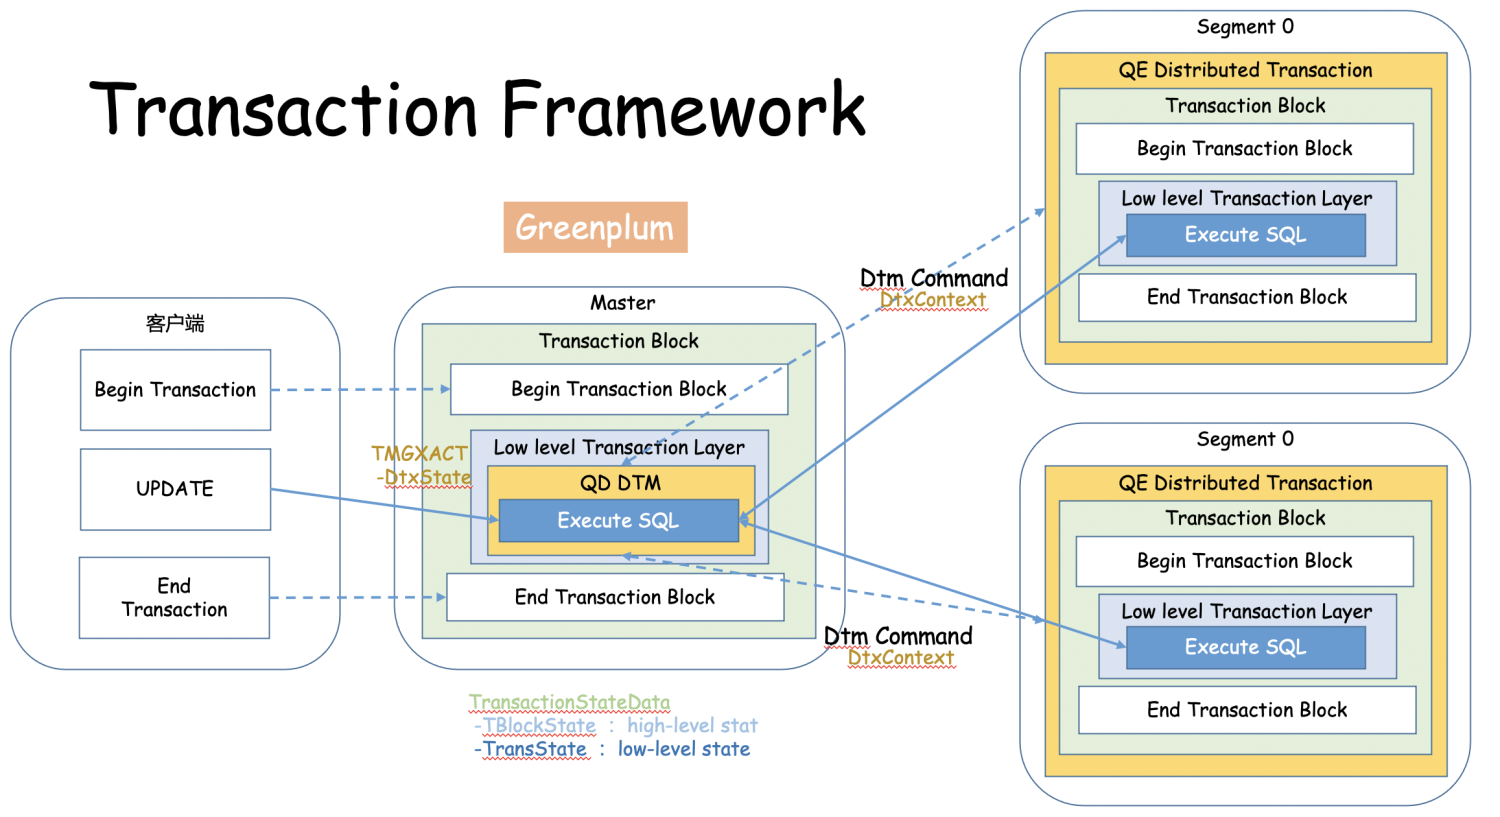 Transaction Framework
Greenplum
客户端
Begin Transaction
UPDATE
End
Transaction
Master
Transaction Block
Begin Transaction Block
Low level Transaction Layer
TMGXACT
-DtxState
QD DTM
Execute SQL
End Transaction Block
TransactionStateData
-TBlockState : high-level stat
-TransState : low-level state
Dtm Command
DtxContext
Dtm Command
DtxContext
Segment 0
QE Distributed Transaction
Transaction Block
Begin Transaction Block
Low level Transaction Layer
Execute SQL
End Transaction Block
Segment 0
QE Distributed Transaction
Transaction Block
Begin Transaction Block
Low level Transaction Layer
Execute SQL
End Transaction Block